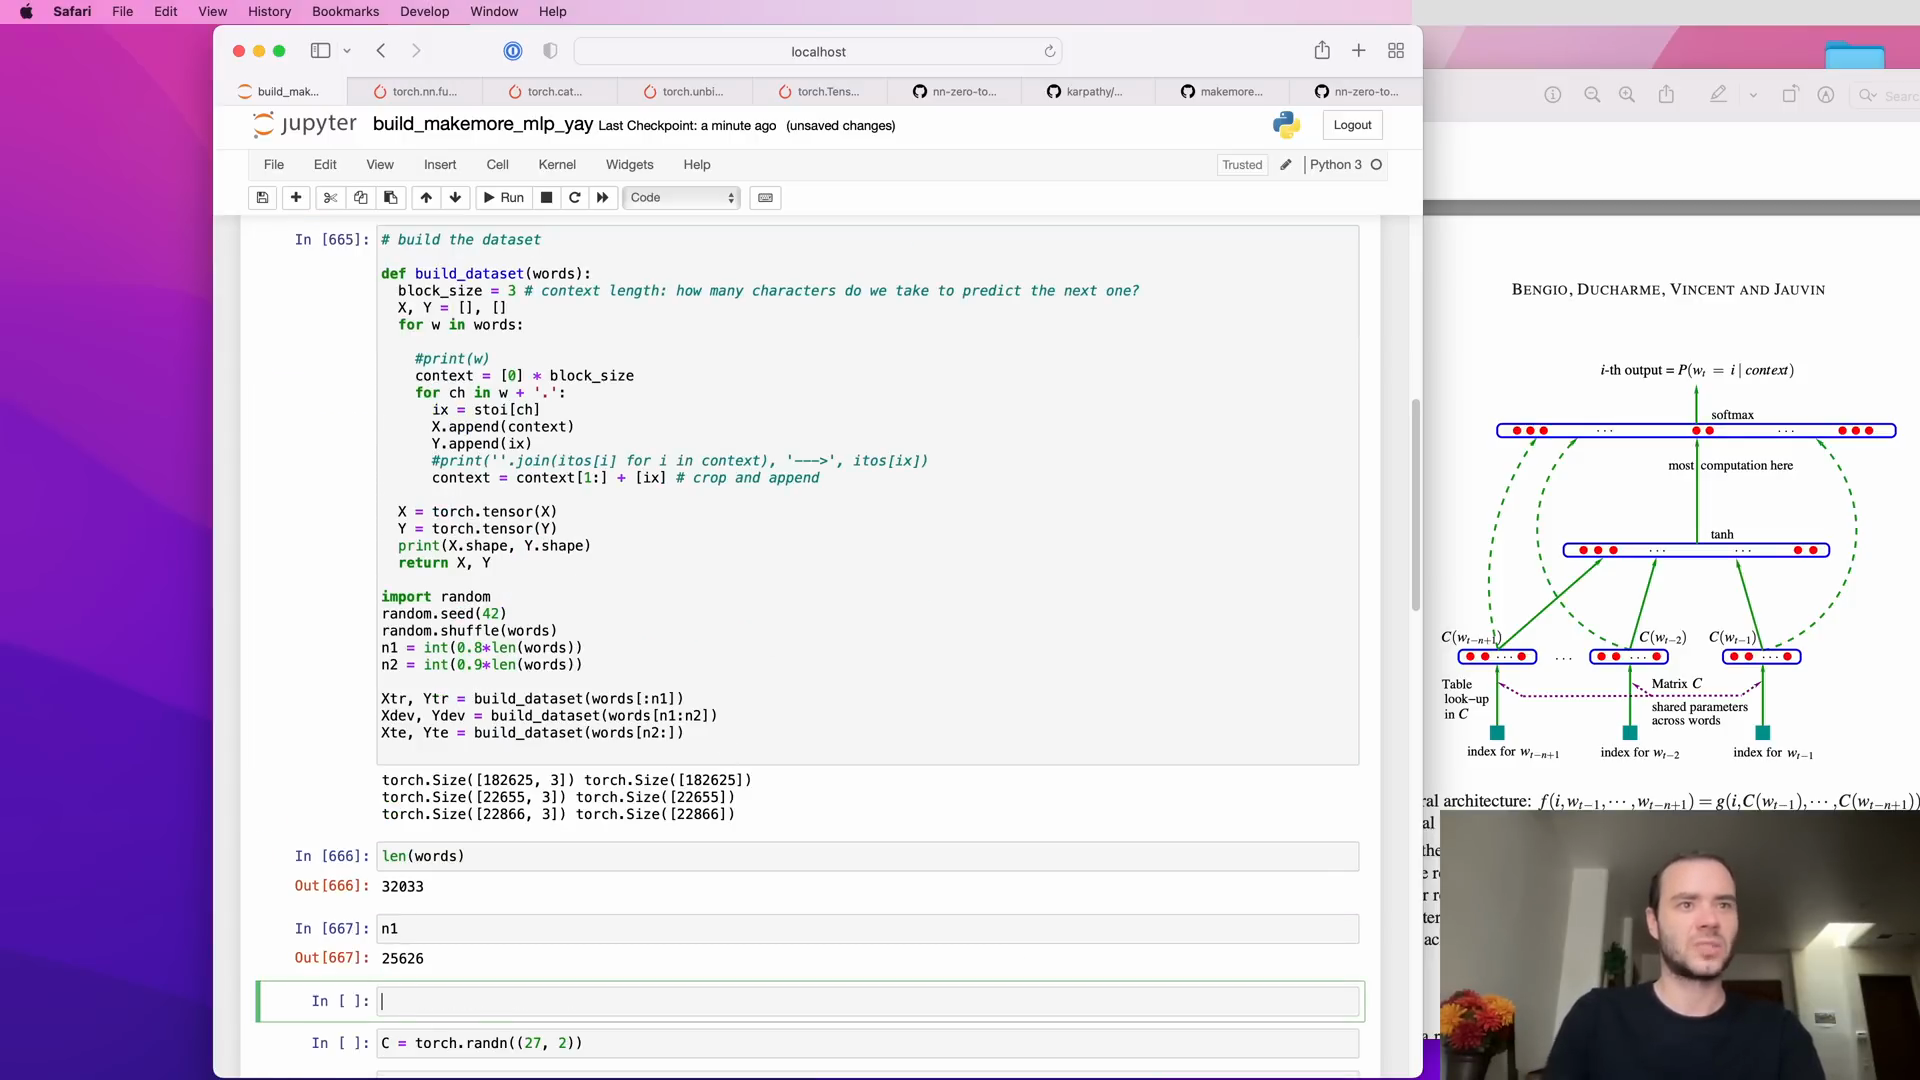 Safari File Edit View History Bookmarks Develop Window Help
localhost
build_mak...
torch.nn.fu...
torch.cat...
torch.unbi...
torch.Tens...
nn-zero-to...
karpathy/...
makemore...
nn-zero-to...
jupyter build_makemore_mlp_yay Last Checkpoint: a minute ago (unsaved changes)
Logout
File Edit View Insert Cell Kernel Widgets Help
Trusted
Python 3
Run
Code
In [665]: # build the dataset
def build_dataset(words):
block_size = 3 # context length: how many characters do we take to predict the next one?
X, Y = [], []
for w in words:
#print(w)
context = [0] * block_size
for ch in w + '.':
ix = stoi[ch]
X.append(context)
Y.append(ix)
#print(''.join(itos[i] for i in context), '--->', itos[ix])
context = context[1:] + [ix] # crop and append
X = torch.tensor(X)
Y = torch.tensor(Y)
print(X.shape, Y.shape)
return X, Y
import random
random.seed(42)
random.shuffle(words)
n1 = int(0.8*len(words))
n2 = int(0.9*len(words))
Xtr, Ytr = build_dataset(words[:n1])
Xdev, Ydev = build_dataset(words[n1:n2])
Xte, Yte = build_dataset(words[n2:])
torch.Size([182625, 3]) torch.Size([182625])
torch.Size([22655, 3]) torch.Size([22655])
torch.Size([22866, 3]) torch.Size([22866])
In [666]: len(words)
Out[666]: 32033
In [667]: n1
Out[667]: 25626
In [ ]:
In [ ]: C = torch.randn((27, 2))
Search
BENGIO, DUCHARME, VINCENT AND JAUVIN
i-th output = P(w_t = i | context)
softmax
. . .
. . .
most computation here
tanh
. . .
. . .
C(w_{t−n+1})
C(w_{t−2})
C(w_{t−1})
. . .
Table
look−up
in C
Matrix C
shared parameters
across words
index for w_{t−n+1}
index for w_{t−2}
index for w_{t−1}
ral architecture: f(i,w_{t−1},···,w_{t−n+1}) = g(i,C(w_{t−1}),···,C(w_{t−n+1}))
al
the